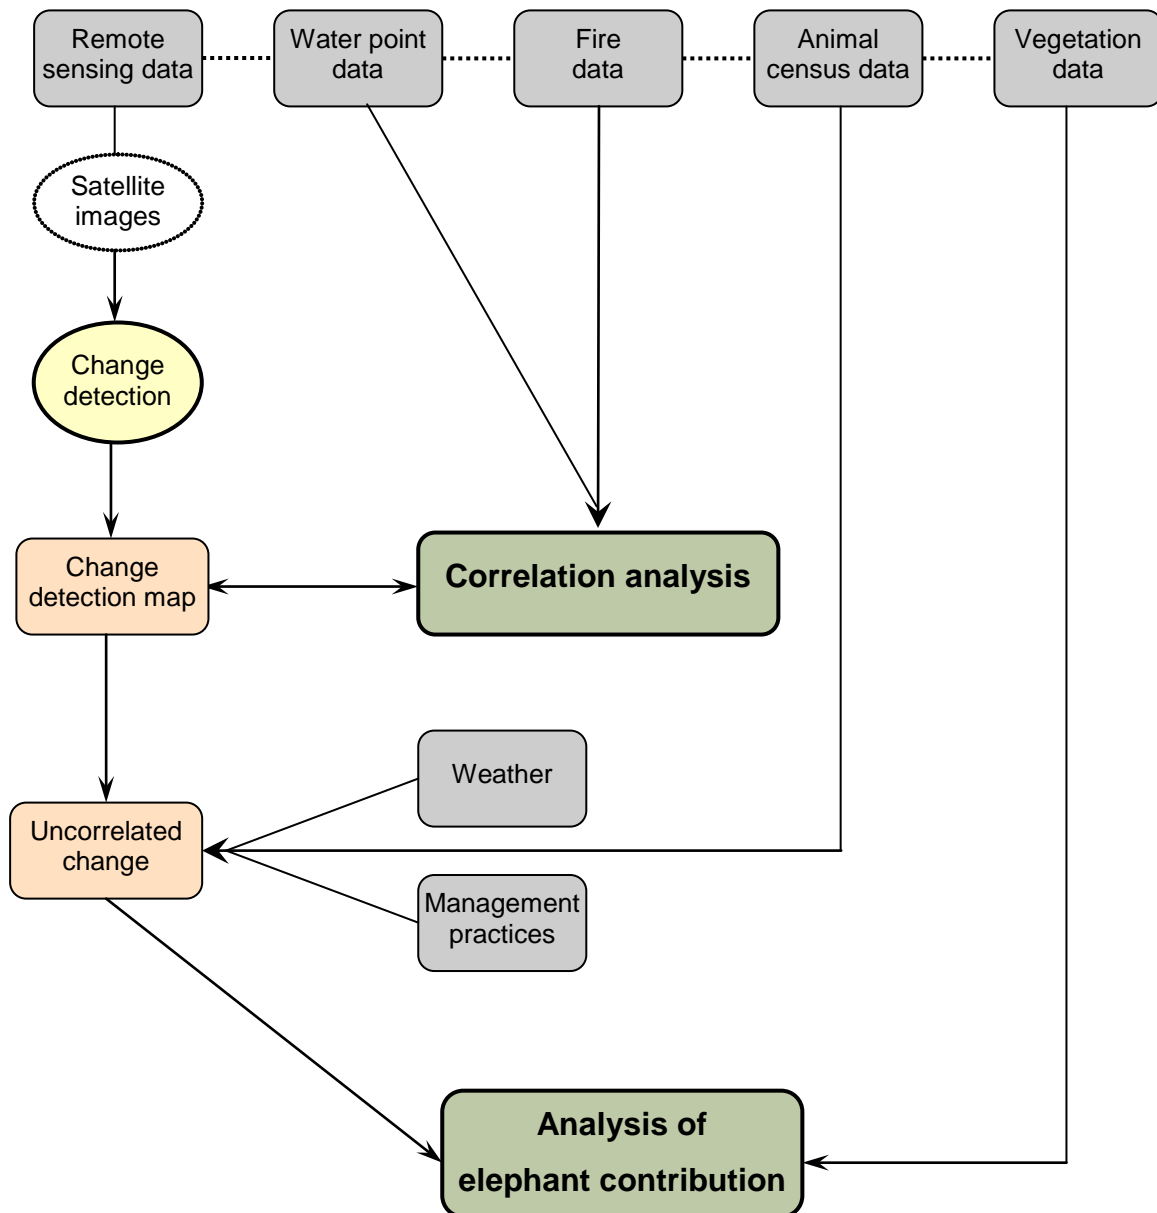 Remote
sensing data
Water point
data
Fire
data
Animal
census data
Vegetation
data
Satellite
images
Change
detection
Change
detection map
Correlation analysis
Weather
Uncorrelated
change
Management
practices
Analysis of
elephant contribution